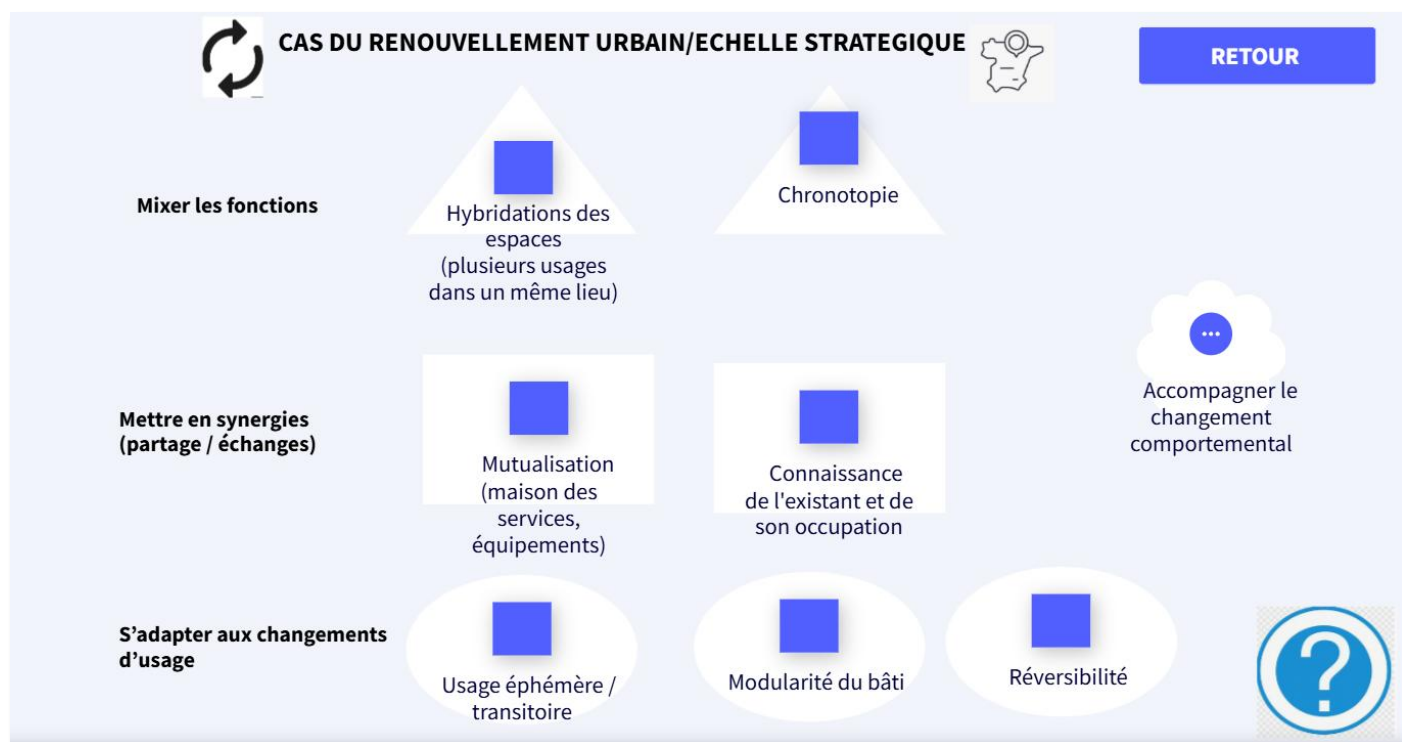 CAS DU RENOUVELLEMENT URBAIN/ECHELLE STRATEGIQUE
RETOUR
Mixer les fonctions
Hybridations des
espaces
(plusieurs usages
dans un même lieu)
Chronotopie
Accompagner le
changement
comportemental
Mettre en synergies
(partage / échanges)
Mutualisation
(maison des
services,
équipements)
Connaissance
de l'existant et de
son occupation
S’adapter aux changements
d’usage
Usage éphémère /
transitoire
Modularité du bâti
Réversibilité
?